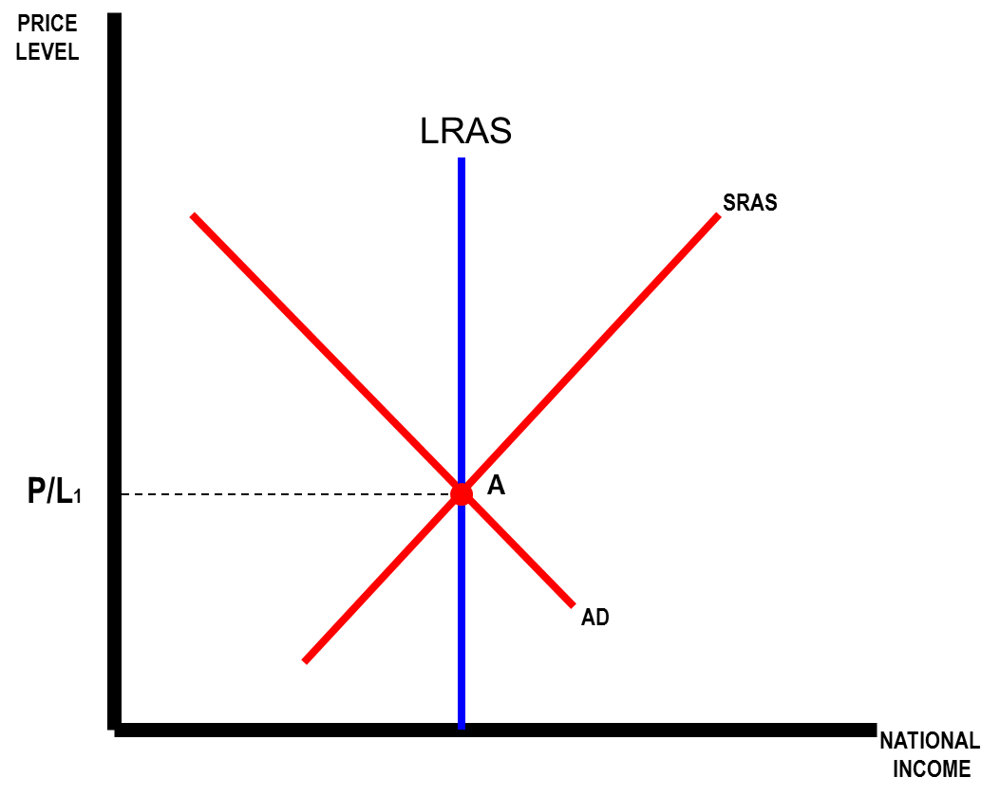 PRICE
LEVEL
LRAS
SRAS
P/L1
A
AD
NATIONAL
INCOME